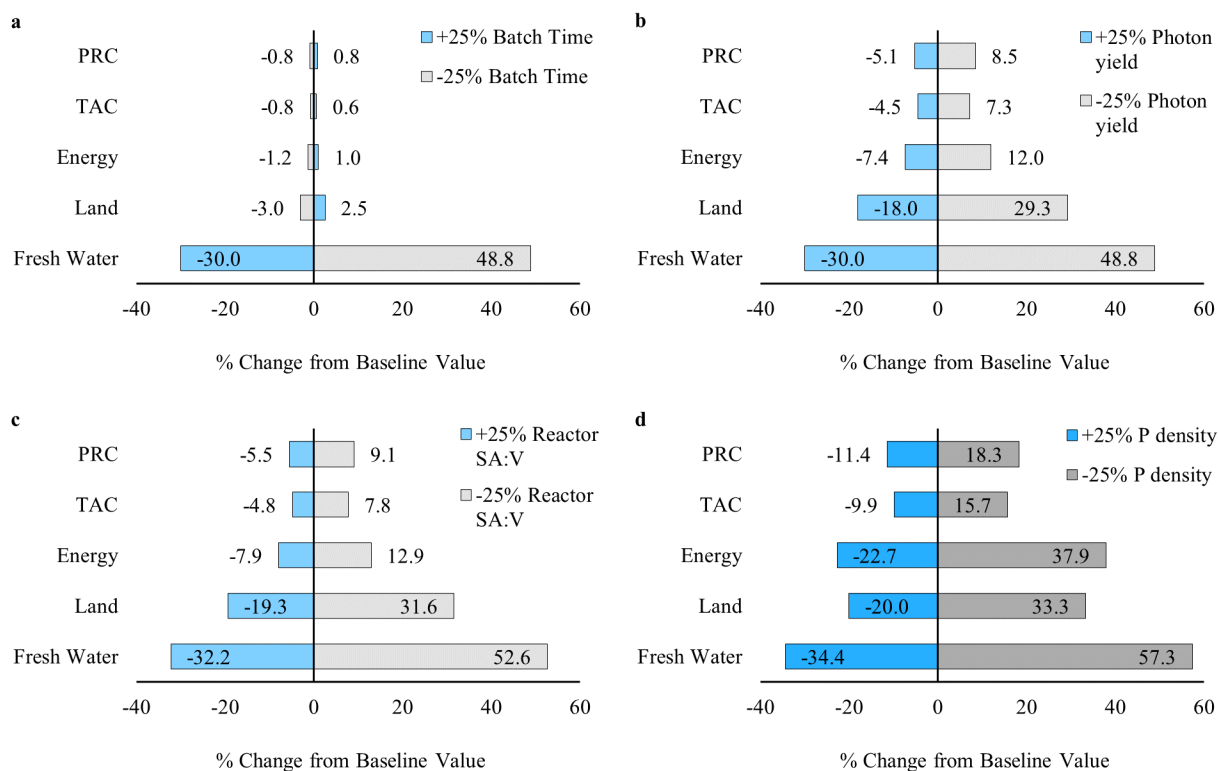 a
+25% Batch Time
-25% Batch Time
PRC -0.8 0.8
TAC -0.8 0.6
Energy -1.2 1.0
Land -3.0 2.5
Fresh Water -30.0 48.8
-40 -20 0 20 40 60
% Change from Baseline Value
b
+25% Photon
yield
-25% Photon
yield
PRC -5.1 8.5
TAC -4.5 7.3
Energy -7.4 12.0
Land -18.0 29.3
Fresh Water -30.0 48.8
-40 -20 0 20 40 60
% Change from Baseline Value
c
+25% Reactor
SA:V
-25% Reactor
SA:V
PRC -5.5 9.1
TAC -4.8 7.8
Energy -7.9 12.9
Land -19.3 31.6
Fresh Water -32.2 52.6
-40 -20 0 20 40 60
% Change from Baseline Value
d
+25% P density
-25% P density
PRC -11.4 18.3
TAC -9.9 15.7
Energy -22.7 37.9
Land -20.0 33.3
Fresh Water -34.4 57.3
-40 -20 0 20 40 60
% Change from Baseline Value